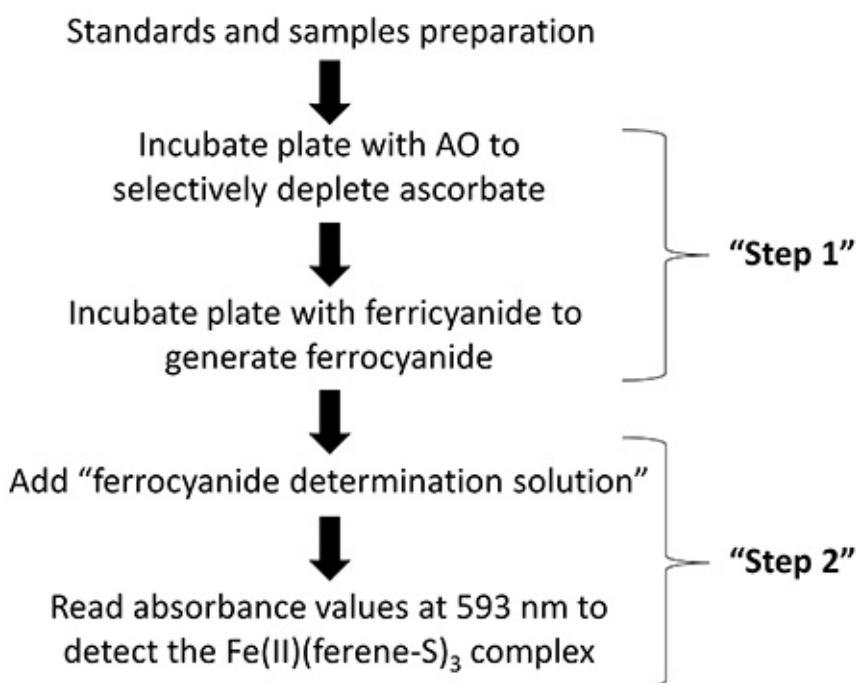 Standards and samples preparation
Incubate plate with AO to
selectively deplete ascorbate
Incubate plate with ferricyanide to
generate ferrocyanide
“Step 1”
Add “ferrocyanide determination solution”
Read absorbance values at 593 nm to
detect the Fe(II)(ferene-S)₃ complex
“Step 2”